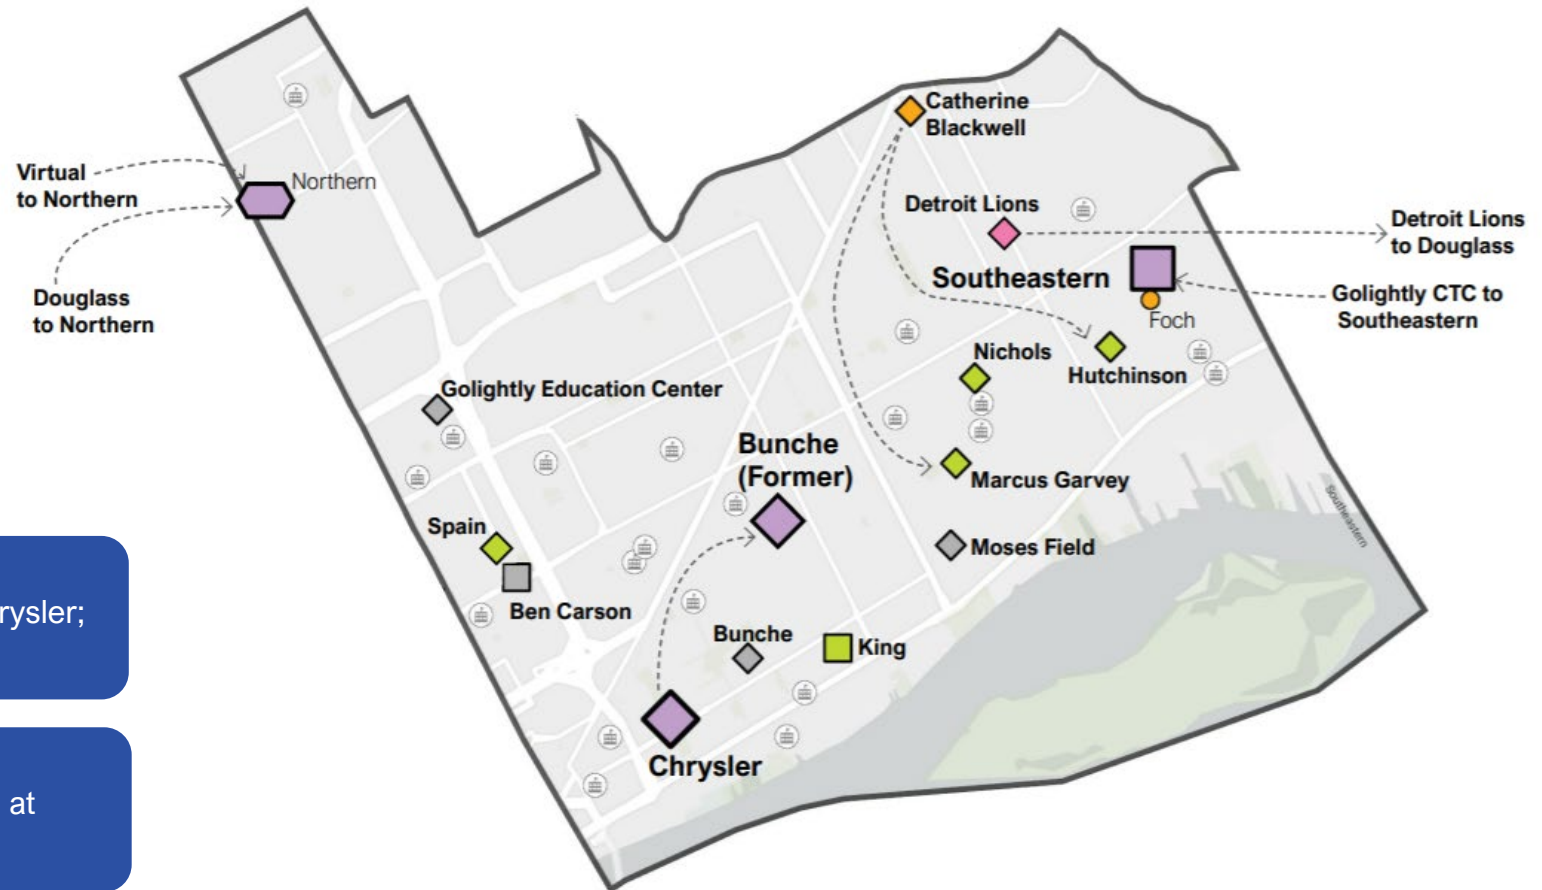 Catherine
Blackwell
Virtual
to Northern
Northern
Detroit Lions
Detroit Lions
to Douglass
Southeastern
Douglass
to Northern
Golightly CTC to
Southeastern
Foch
Nichols
Hutchinson
Golightly Education Center
Bunche
(Former)
Marcus Garvey
Southeastern
Spain
Moses Field
Ben Carson
rysler;
Bunche
King
Chrysler
at